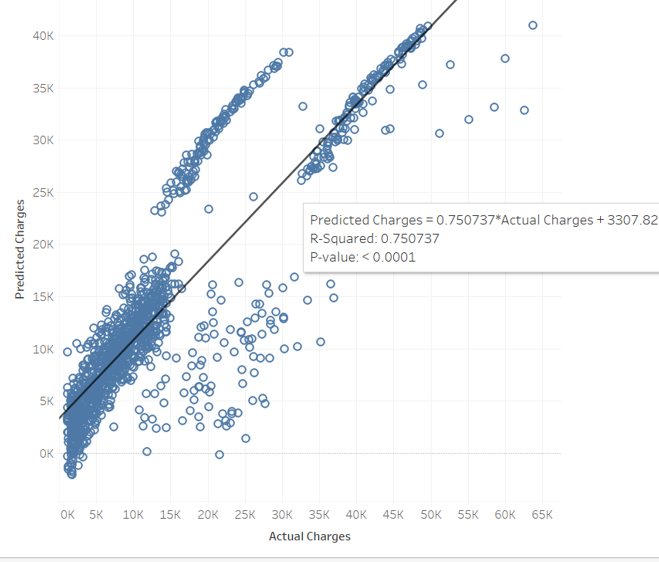 40K
35K
30K
25K
20K
15K
10K
5K
0K
Predicted Charges
Predicted Charges = 0.750737*Actual Charges + 3307.82
R-Squared: 0.750737
P-value: < 0.0001
0K 5K 10K 15K 20K 25K 30K 35K 40K 45K 50K 55K 60K 65K
Actual Charges